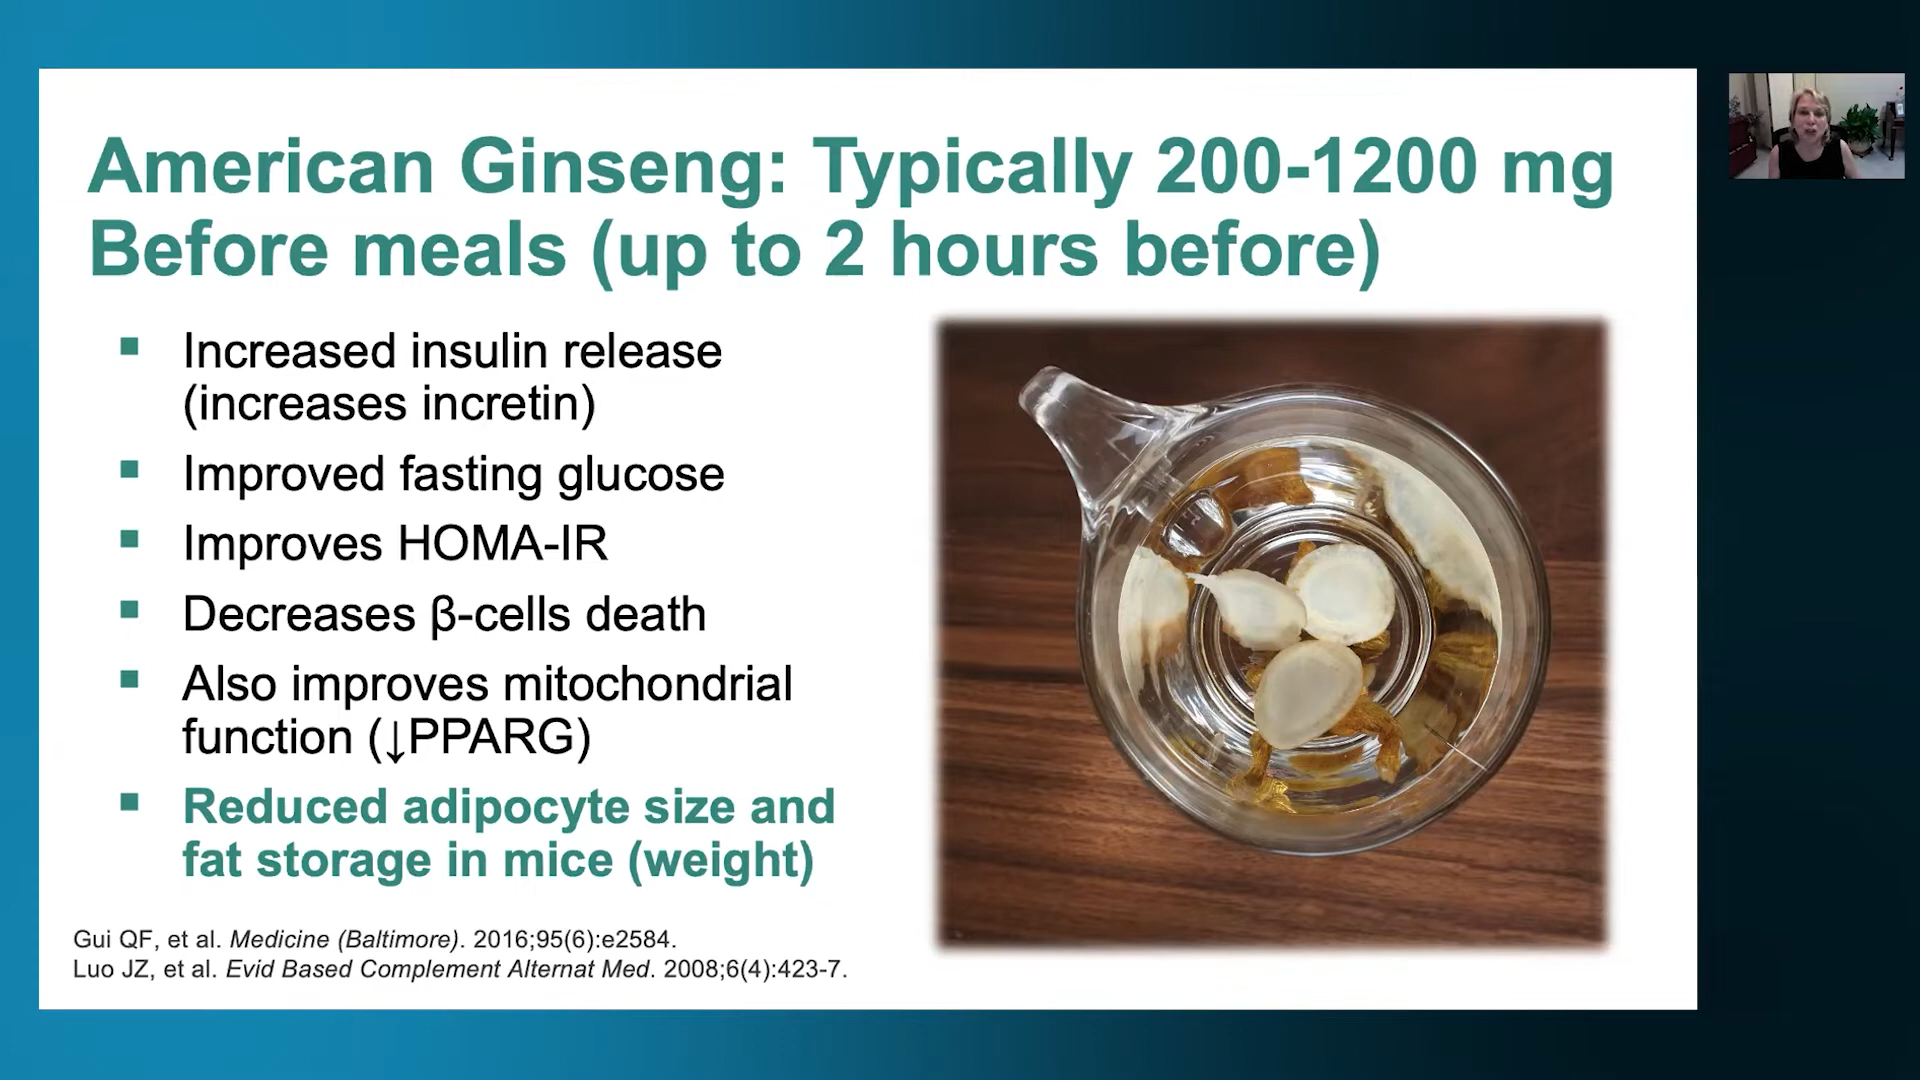 American Ginseng: Typically 200-1200 mg
Before meals (up to 2 hours before)
▪ Increased insulin release
(increases incretin)
▪ Improved fasting glucose
▪ Improves HOMA-IR
▪ Decreases β-cells death
▪ Also improves mitochondrial
function (↓PPARG)
▪ Reduced adipocyte size and
fat storage in mice (weight)
Gui QF, et al. Medicine (Baltimore). 2016;95(6):e2584.
Luo JZ, et al. Evid Based Complement Alternat Med. 2008;6(4):423-7.